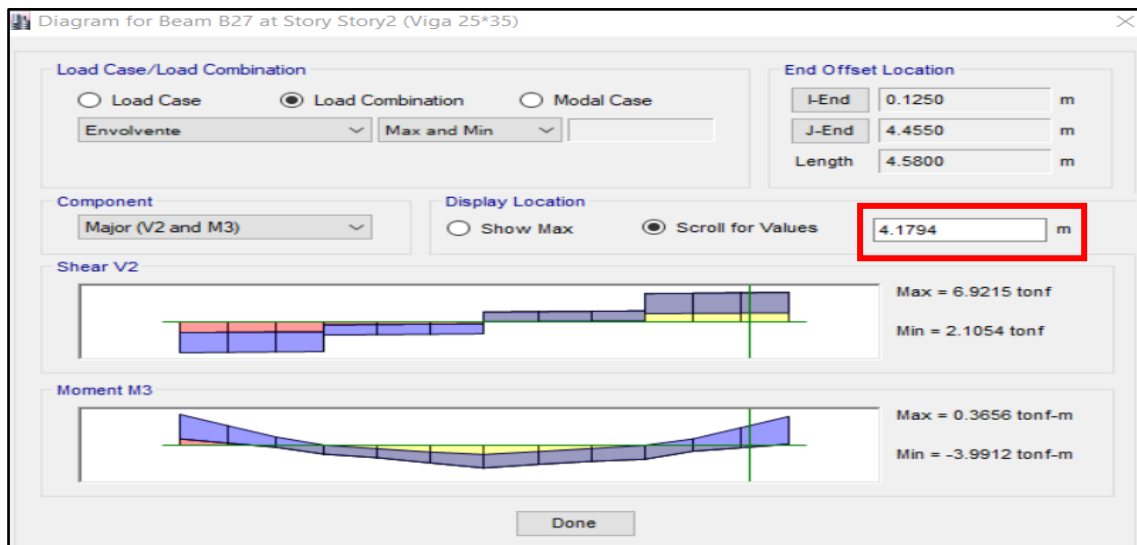 Diagram for Beam B27 at Story Story2 (Viga 25*35)
Load Case/Load Combination
Load Case Load Combination Modal Case
Envolvente Max and Min
End Offset Location
I-End 0.1250 m
J-End 4.4550 m
Length 4.5800 m
Component
Major (V2 and M3)
Display Location
Show Max Scroll for Values 4.1794 m
Shear V2
Max = 6.9215 tonf
Min = 2.1054 tonf
Moment M3
Max = 0.3656 tonf-m
Min = -3.9912 tonf-m
Done